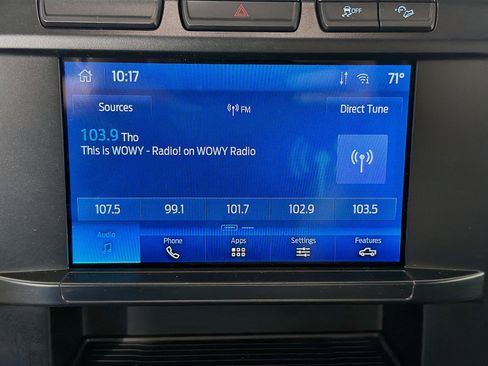 OFF
10:17
71°
Sources
FM
Direct Tune
103.9 Tho
This is WOWY - Radio! on WOWY Radio
107.5
99.1
101.7
102.9
103.5
Audio
Phone
Apps
Settings
Features